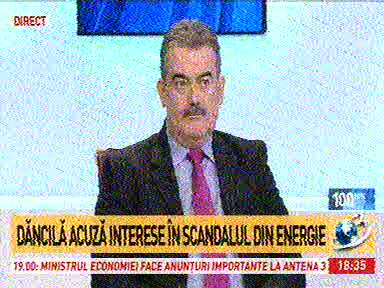 DIRECT
100
DĂNCILĂ ACUZĂ INTERESE ÎN SCANDALUL DIN ENERGIE
19.00: MINISTRUL ECONOMIEI FACE ANUNȚURI IMPORTANTE LA ANTENA 3
18:35